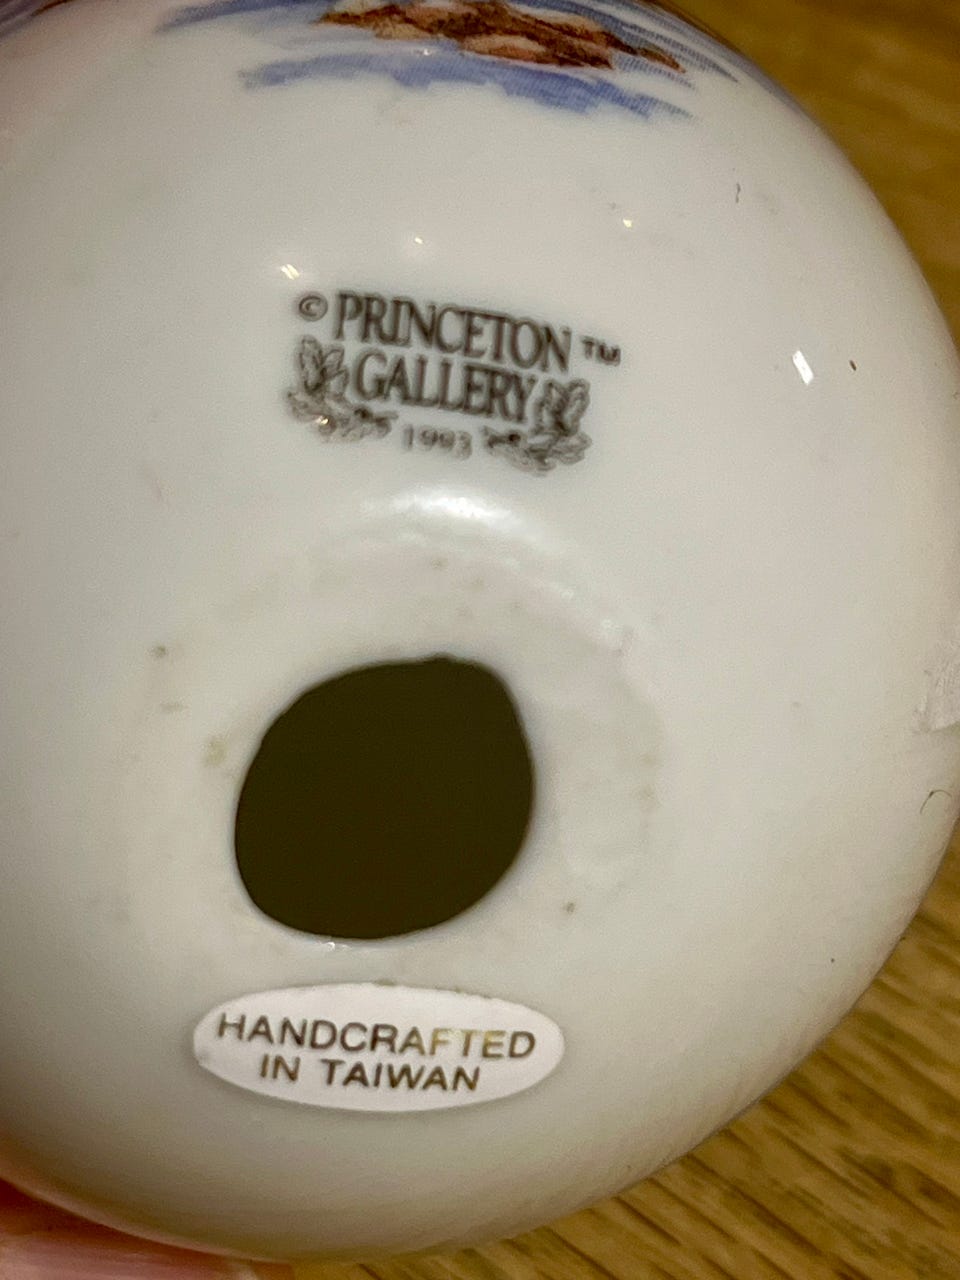 © PRINCETON ™
GALLERY
1993
HANDCRAFTED
IN TAIWAN